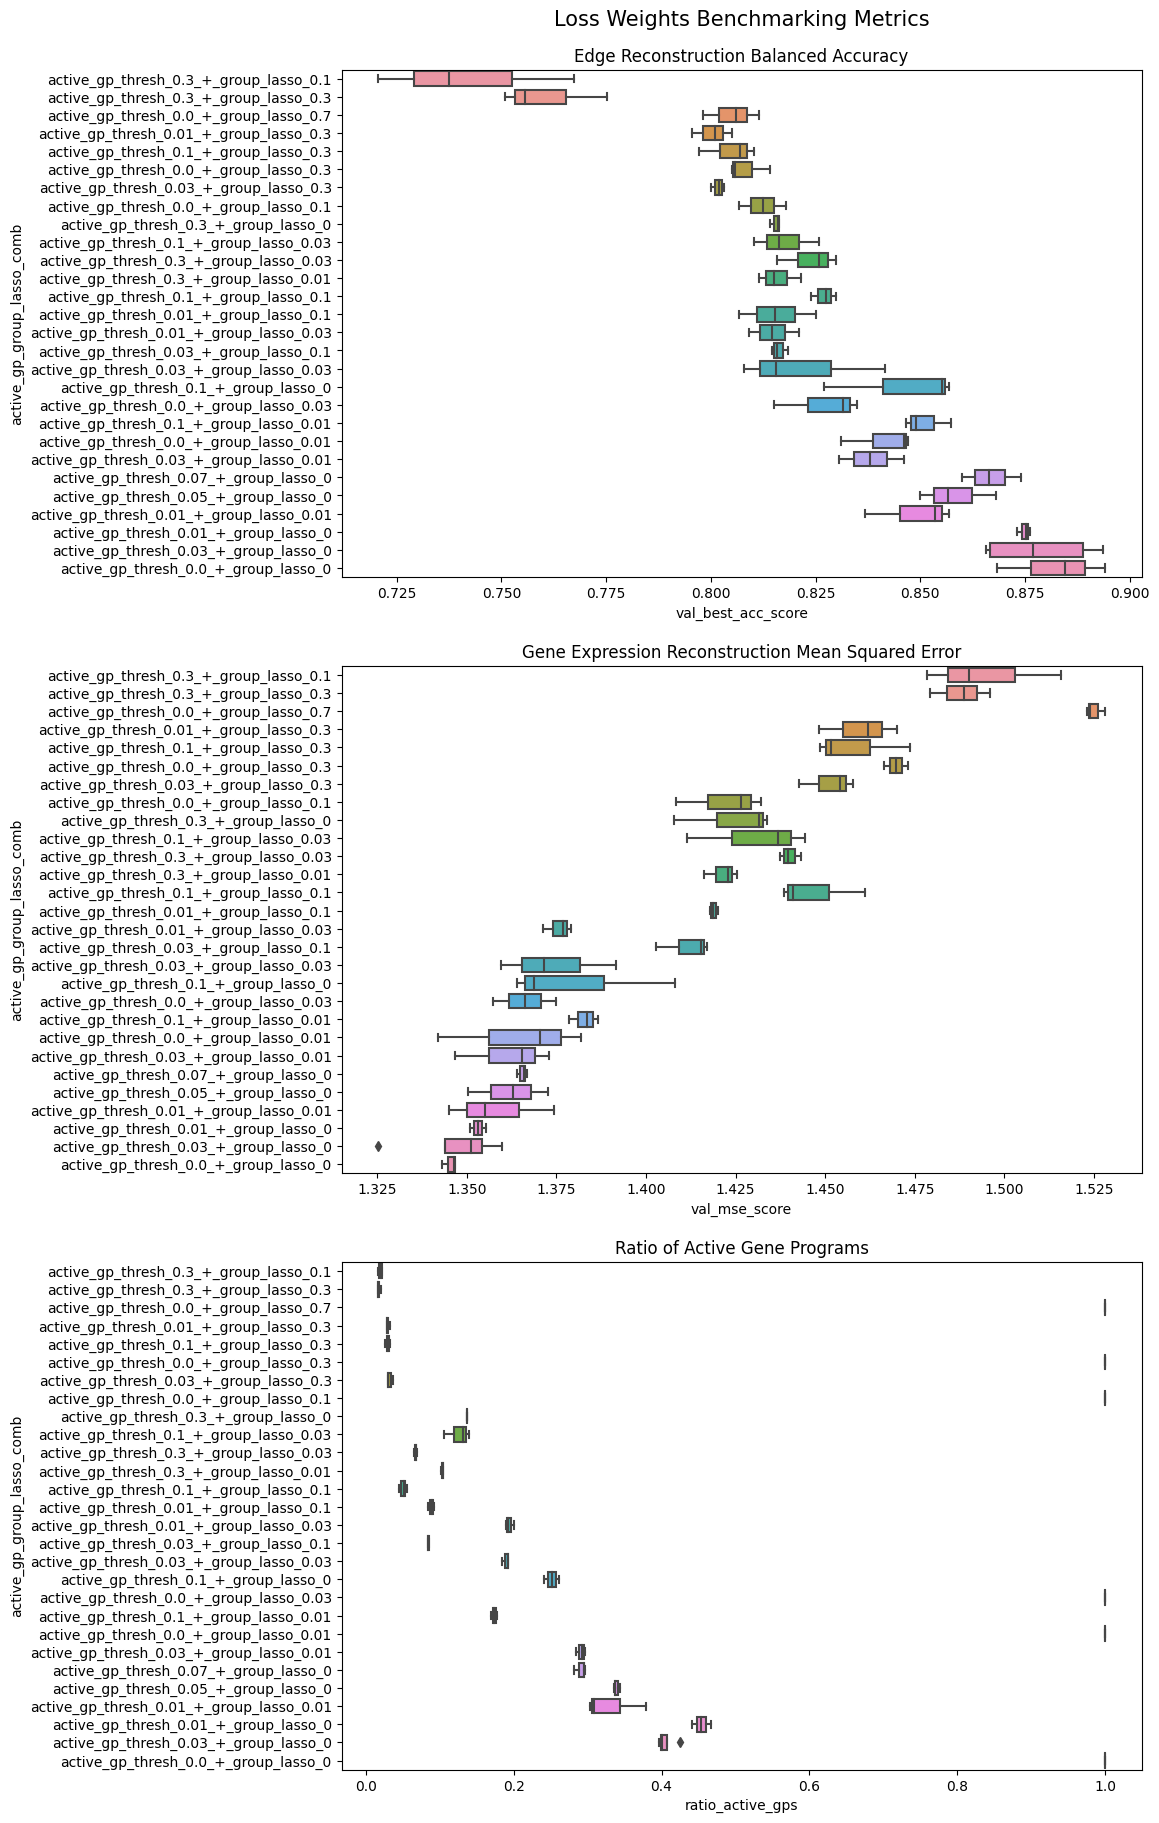 Loss Weights Benchmarking Metrics
Edge Reconstruction Balanced Accuracy
active_gp_group_lasso_comb
active_gp_thresh_0.3_+_group_lasso_0.1
active_gp_thresh_0.3_+_group_lasso_0.3
active_gp_thresh_0.0_+_group_lasso_0.7
active_gp_thresh_0.01_+_group_lasso_0.3
active_gp_thresh_0.1_+_group_lasso_0.3
active_gp_thresh_0.0_+_group_lasso_0.3
active_gp_thresh_0.03_+_group_lasso_0.3
active_gp_thresh_0.0_+_group_lasso_0.1
active_gp_thresh_0.3_+_group_lasso_0
active_gp_thresh_0.1_+_group_lasso_0.03
active_gp_thresh_0.3_+_group_lasso_0.03
active_gp_thresh_0.3_+_group_lasso_0.01
active_gp_thresh_0.1_+_group_lasso_0.1
active_gp_thresh_0.01_+_group_lasso_0.1
active_gp_thresh_0.01_+_group_lasso_0.03
active_gp_thresh_0.03_+_group_lasso_0.1
active_gp_thresh_0.03_+_group_lasso_0.03
active_gp_thresh_0.1_+_group_lasso_0
active_gp_thresh_0.0_+_group_lasso_0.03
active_gp_thresh_0.1_+_group_lasso_0.01
active_gp_thresh_0.0_+_group_lasso_0.01
active_gp_thresh_0.03_+_group_lasso_0.01
active_gp_thresh_0.07_+_group_lasso_0
active_gp_thresh_0.05_+_group_lasso_0
active_gp_thresh_0.01_+_group_lasso_0.01
active_gp_thresh_0.01_+_group_lasso_0
active_gp_thresh_0.03_+_group_lasso_0
active_gp_thresh_0.0_+_group_lasso_0
0.725 0.750 0.775 0.800 0.825 0.850 0.875 0.900
val_best_acc_score
Gene Expression Reconstruction Mean Squared Error
active_gp_group_lasso_comb
active_gp_thresh_0.3_+_group_lasso_0.1
active_gp_thresh_0.3_+_group_lasso_0.3
active_gp_thresh_0.0_+_group_lasso_0.7
active_gp_thresh_0.01_+_group_lasso_0.3
active_gp_thresh_0.1_+_group_lasso_0.3
active_gp_thresh_0.0_+_group_lasso_0.3
active_gp_thresh_0.03_+_group_lasso_0.3
active_gp_thresh_0.0_+_group_lasso_0.1
active_gp_thresh_0.3_+_group_lasso_0
active_gp_thresh_0.1_+_group_lasso_0.03
active_gp_thresh_0.3_+_group_lasso_0.03
active_gp_thresh_0.3_+_group_lasso_0.01
active_gp_thresh_0.1_+_group_lasso_0.1
active_gp_thresh_0.01_+_group_lasso_0.1
active_gp_thresh_0.01_+_group_lasso_0.03
active_gp_thresh_0.03_+_group_lasso_0.1
active_gp_thresh_0.03_+_group_lasso_0.03
active_gp_thresh_0.1_+_group_lasso_0
active_gp_thresh_0.0_+_group_lasso_0.03
active_gp_thresh_0.1_+_group_lasso_0.01
active_gp_thresh_0.0_+_group_lasso_0.01
active_gp_thresh_0.03_+_group_lasso_0.01
active_gp_thresh_0.07_+_group_lasso_0
active_gp_thresh_0.05_+_group_lasso_0
active_gp_thresh_0.01_+_group_lasso_0.01
active_gp_thresh_0.01_+_group_lasso_0
active_gp_thresh_0.03_+_group_lasso_0
active_gp_thresh_0.0_+_group_lasso_0
1.325 1.350 1.375 1.400 1.425 1.450 1.475 1.500 1.525
val_mse_score
Ratio of Active Gene Programs
active_gp_group_lasso_comb
active_gp_thresh_0.3_+_group_lasso_0.1
active_gp_thresh_0.3_+_group_lasso_0.3
active_gp_thresh_0.0_+_group_lasso_0.7
active_gp_thresh_0.01_+_group_lasso_0.3
active_gp_thresh_0.1_+_group_lasso_0.3
active_gp_thresh_0.0_+_group_lasso_0.3
active_gp_thresh_0.03_+_group_lasso_0.3
active_gp_thresh_0.0_+_group_lasso_0.1
active_gp_thresh_0.3_+_group_lasso_0
active_gp_thresh_0.1_+_group_lasso_0.03
active_gp_thresh_0.3_+_group_lasso_0.03
active_gp_thresh_0.3_+_group_lasso_0.01
active_gp_thresh_0.1_+_group_lasso_0.1
active_gp_thresh_0.01_+_group_lasso_0.1
active_gp_thresh_0.01_+_group_lasso_0.03
active_gp_thresh_0.03_+_group_lasso_0.1
active_gp_thresh_0.03_+_group_lasso_0.03
active_gp_thresh_0.1_+_group_lasso_0
active_gp_thresh_0.0_+_group_lasso_0.03
active_gp_thresh_0.1_+_group_lasso_0.01
active_gp_thresh_0.0_+_group_lasso_0.01
active_gp_thresh_0.03_+_group_lasso_0.01
active_gp_thresh_0.07_+_group_lasso_0
active_gp_thresh_0.05_+_group_lasso_0
active_gp_thresh_0.01_+_group_lasso_0.01
active_gp_thresh_0.01_+_group_lasso_0
active_gp_thresh_0.03_+_group_lasso_0
active_gp_thresh_0.0_+_group_lasso_0
0.0 0.2 0.4 0.6 0.8 1.0
ratio_active_gps